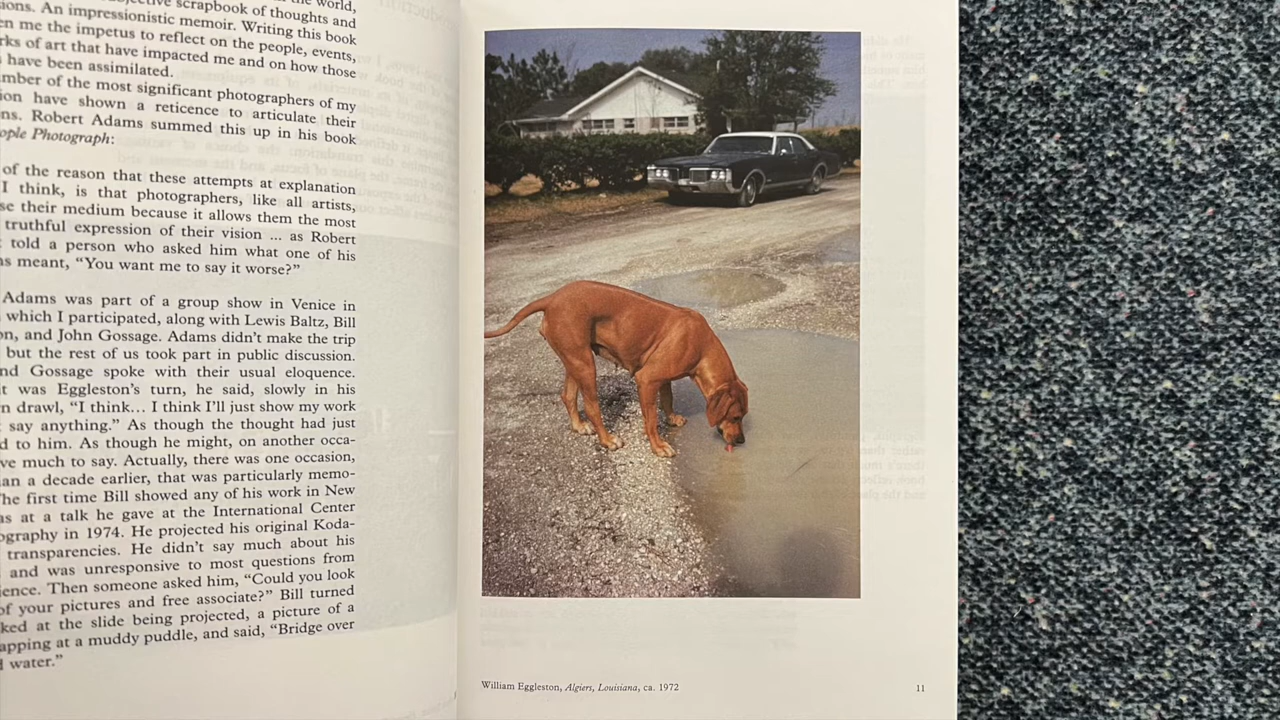 jective scrapbook of thoughts and
ions. An impressionistic memoir. Writing this book
en me the impetus to reflect on the people, events,
rks of art that have impacted me and on how those
have been assimilated.
mber of the most significant photographers of my
ion have shown a reticence to articulate their
ns. Robert Adams summed this up in his book
ople Photograph:
of the reason that these attempts at explanation
I think, is that photographers, like all artists,
se their medium because it allows them the most
truthful expression of their vision ... as Robert
t told a person who asked him what one of his
ns meant, “You want me to say it worse?”
Adams was part of a group show in Venice in
which I participated, along with Lewis Baltz, Bill
on, and John Gossage. Adams didn’t make the trip
but the rest of us took part in public discussion.
nd Gossage spoke with their usual eloquence.
it was Eggleston’s turn, he said, slowly in his
n drawl, “I think… I think I’ll just show my work
t say anything.” As though the thought had just
d to him. As though he might, on another occa-
ve much to say. Actually, there was one occasion,
an a decade earlier, that was particularly memo-
he first time Bill showed any of his work in New
as at a talk he gave at the International Center
ography in 1974. He projected his original Koda-
transparencies. He didn’t say much about his
and was unresponsive to most questions from
ience. Then someone asked him, “Could you look
of your pictures and free associate?” Bill turned
ked at the slide being projected, a picture of a
apping at a muddy puddle, and said, “Bridge over
d water.”
William Eggleston, Algiers, Louisiana, ca. 1972
11